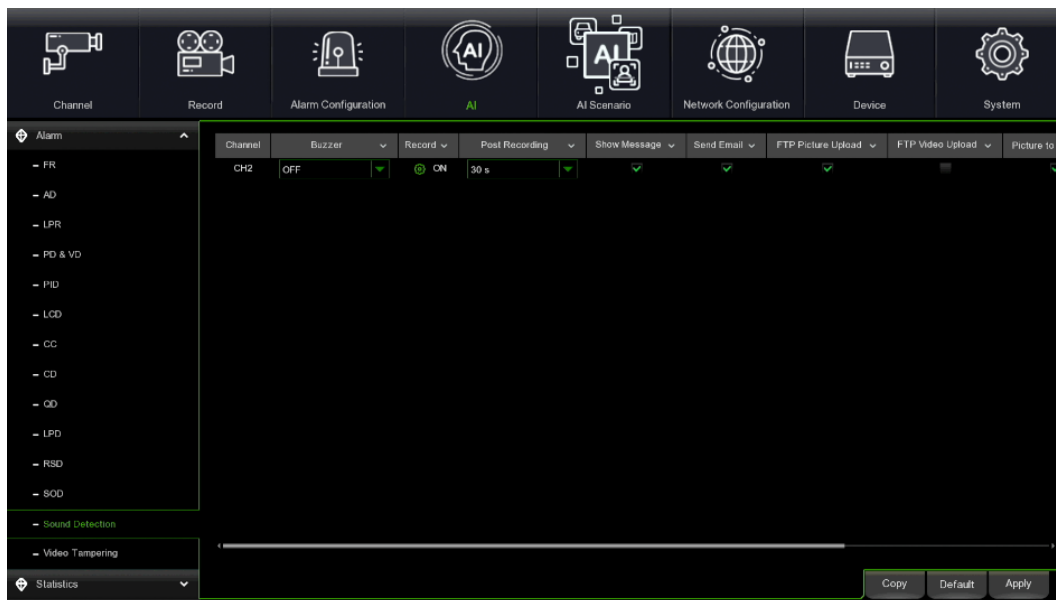 AI
AI
Channel Record Alarm Configuration AI AI Scenario Network Configuration Device System
Alarm
Channel Buzzer Record Post Recording Show Message Send Email FTP Picture Upload FTP Video Upload Picture to
CH2 OFF ON 30 s
FR
AD
LPR
PD & VD
PID
LCD
CC
CD
QD
LPD
RSD
SOD
Sound Detection
Video Tampering
Statistics
Copy Default Apply